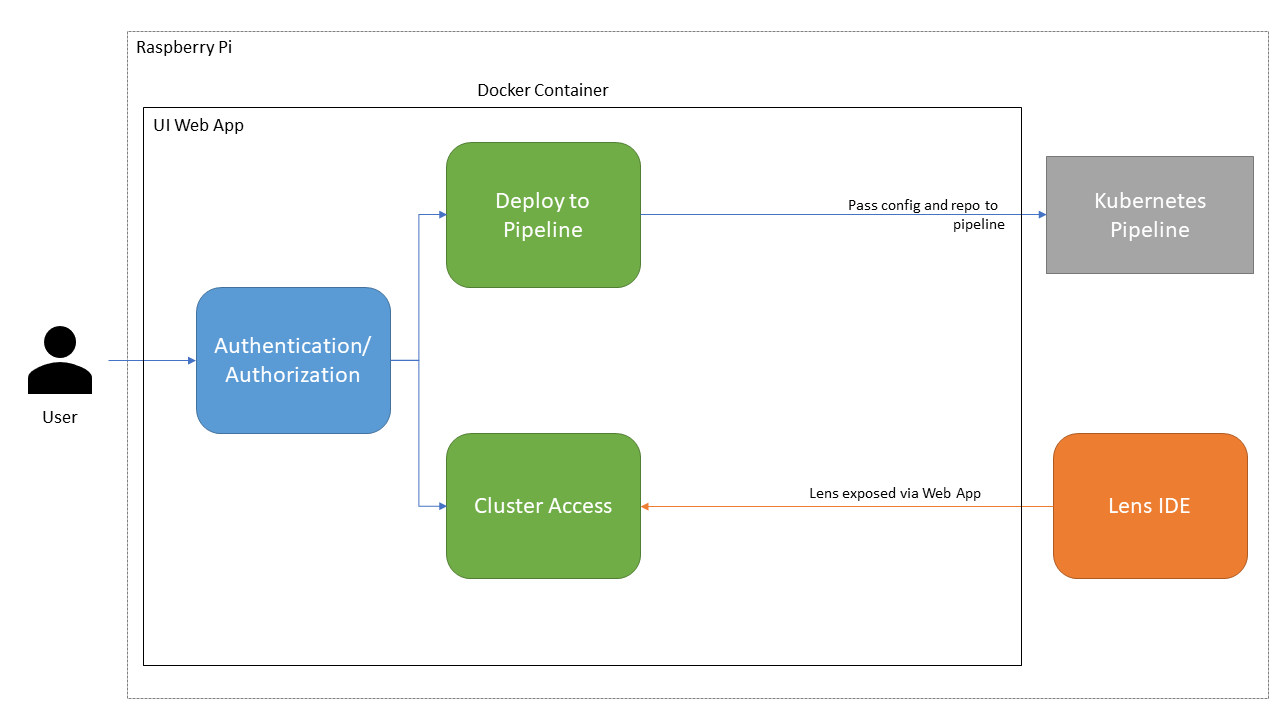 Raspberry Pi
Docker Container
UI Web App
Deploy to
Pipeline
Pass config and repo to
pipeline
Kubernetes
Pipeline
Authentication/
Authorization
User
Cluster Access
Lens exposed via Web App
Lens IDE